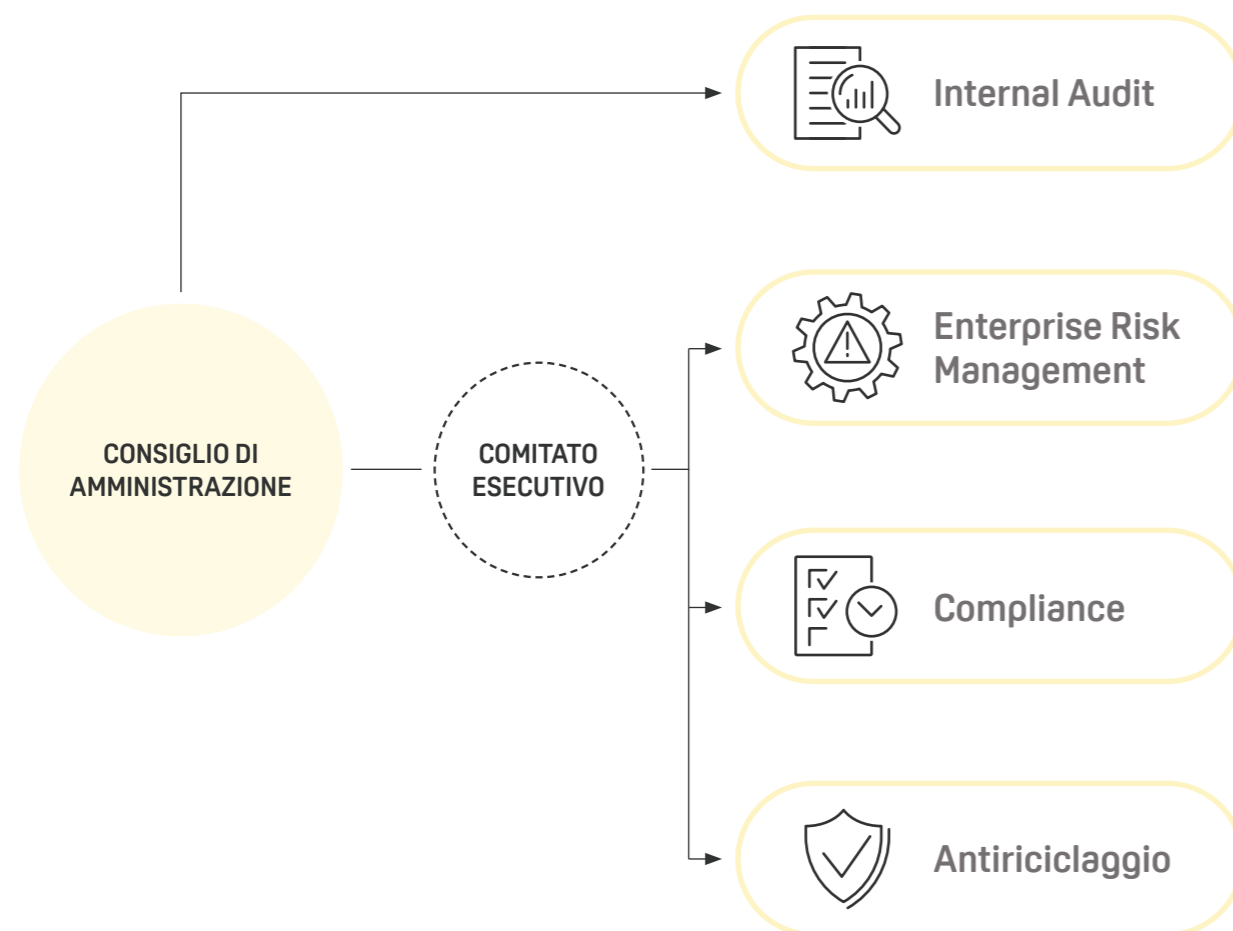 Internal Audit
Enterprise Risk
Management
CONSIGLIO DI
AMMINISTRAZIONE
COMITATO
ESECUTIVO
Compliance
Antiriciclaggio